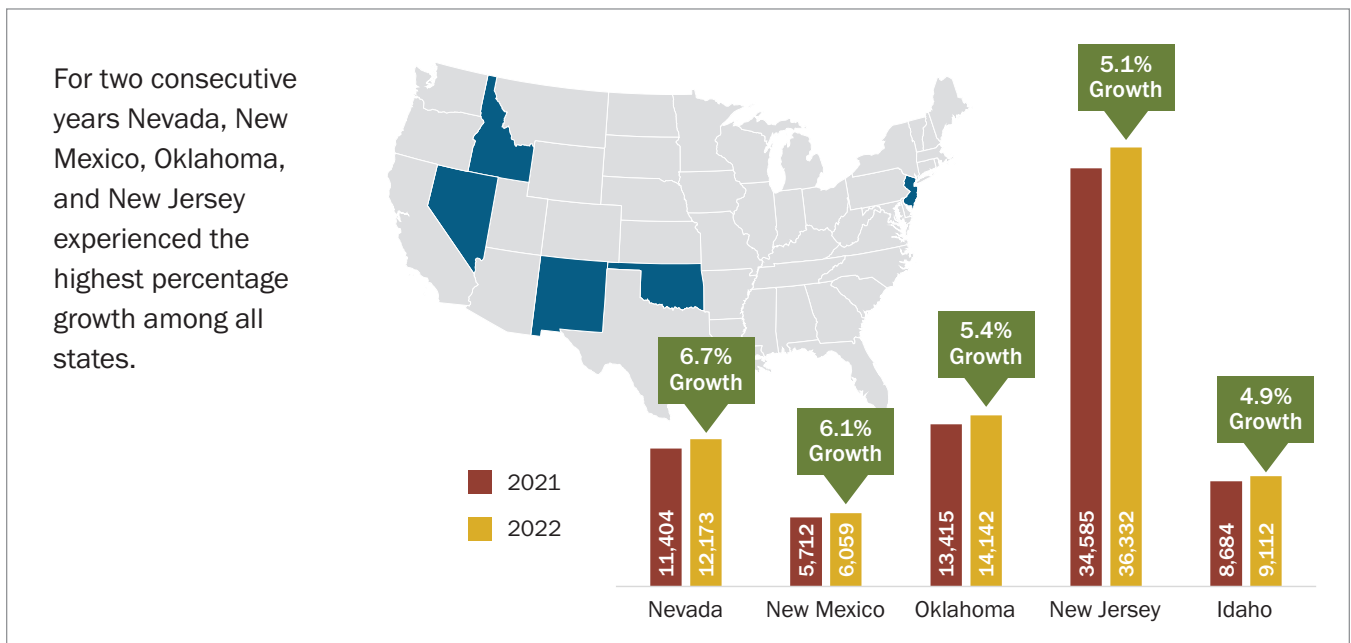 For two consecutive
years Nevada, New
Mexico, Oklahoma,
and New Jersey
experienced the
highest percentage
growth among all
states.
5.1%
Growth
6.7%
Growth
5.4%
Growth
6.1%
Growth
4.9%
Growth
2021
2022
11,404
12,173
5,712
6,059
13,415
14,142
34,585
36,332
8,684
9,112
Nevada
New Mexico
Oklahoma
New Jersey
Idaho